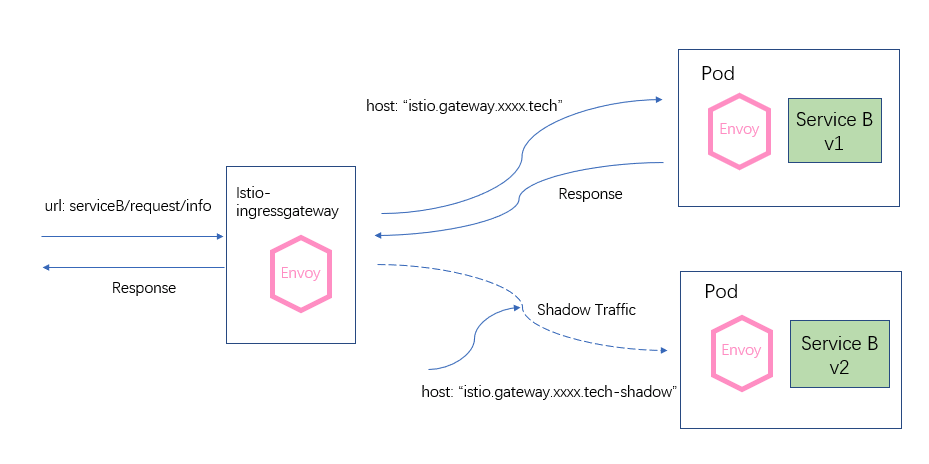 url: serviceB/request/info
Response
Istio-
ingressgateway
Envoy
host: “istio.gateway.xxxx.tech”
Response
Shadow Traffic
host: “istio.gateway.xxxx.tech-shadow”
Pod
Envoy
Service B
v1
Pod
Envoy
Service B
v2